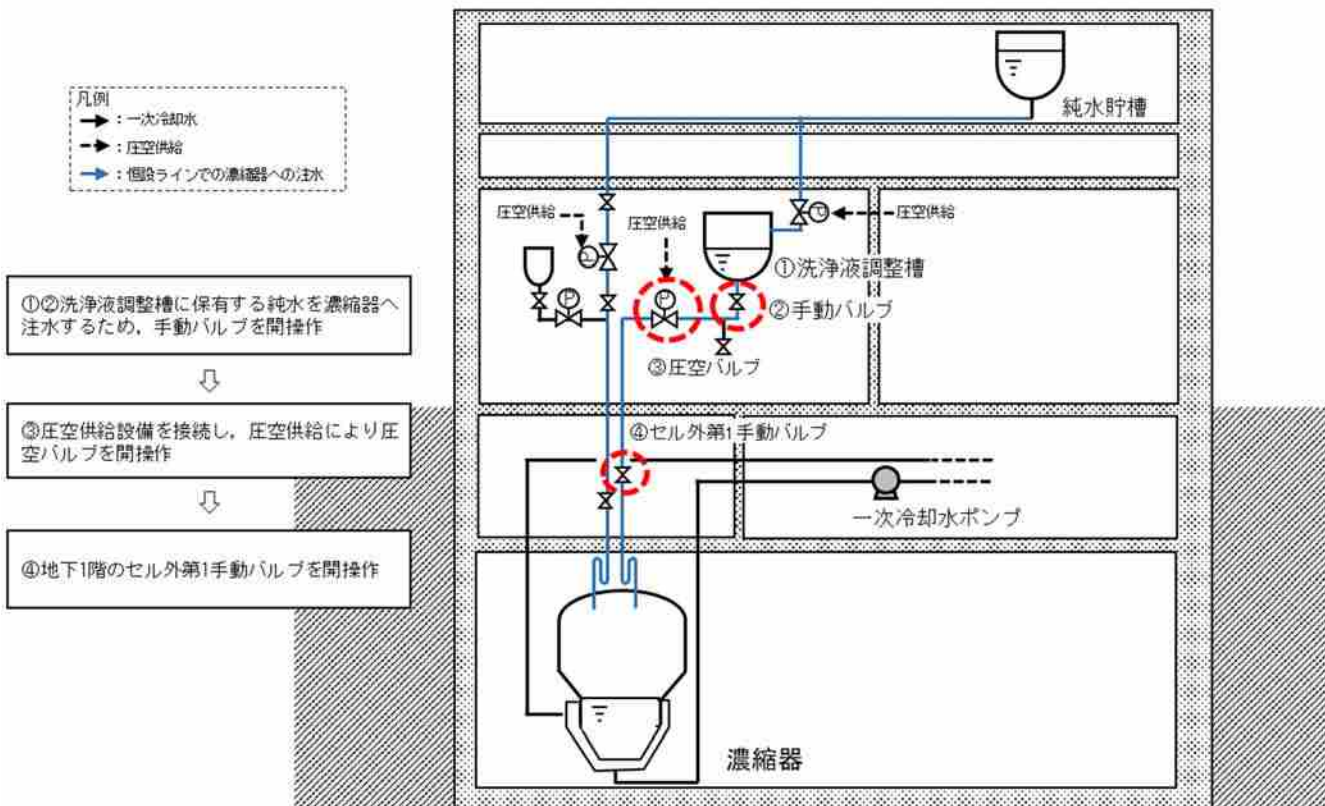 凡例
：一次冷却水
：圧空供給
：恒設ラインでの濃縮器への注水
①②洗浄液調整槽に保有する純水を濃縮器へ
注水するため，手動バルブを開操作
③圧空供給設備を接続し，圧空供給により圧
空バルブを開操作
④地下1階のセル外第1手動バルブを開操作
純水貯槽
圧空供給
圧空供給
圧空供給
P
P
P
P
①洗浄液調整槽
②手動バルブ
③圧空バルブ
④セル外第1手動バルブ
一次冷却水ポンプ
濃縮器